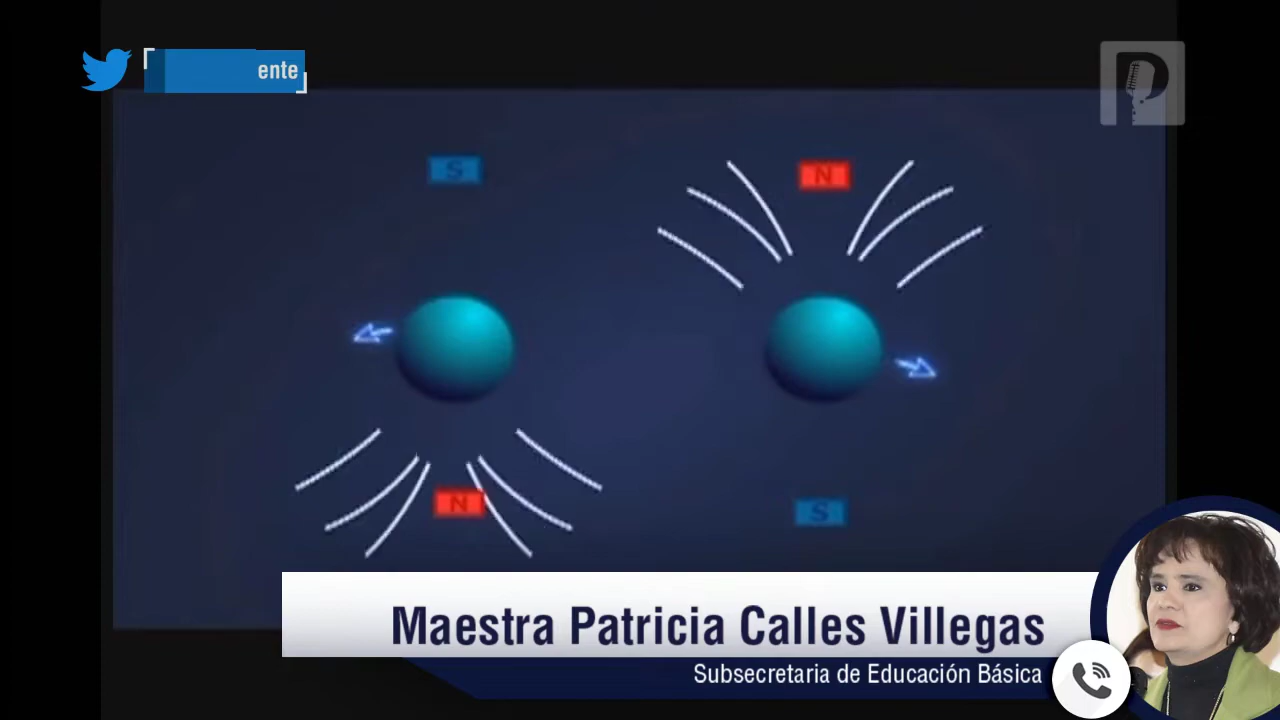 ente
S
N
N
S
Maestra Patricia Calles Villegas
Subsecretaria de Educación Básica